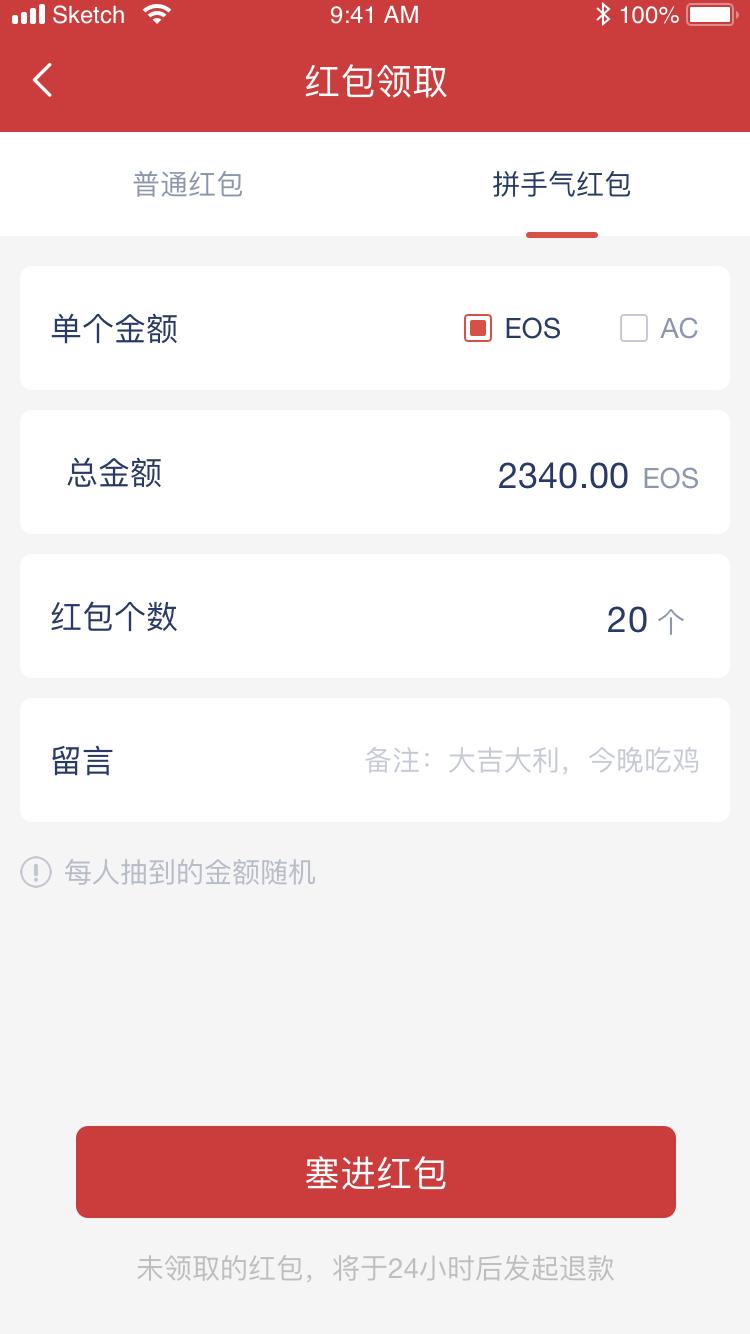 Sketch 9:41 AM 100%
红包领取
普通红包 拼手气红包
单个金额 EOS AC
总金额 2340.00 EOS
红包个数 20 个
留言 备注：大吉大利，今晚吃鸡
每人抽到的金额随机
塞进红包
未领取的红包，将于24小时后发起退款